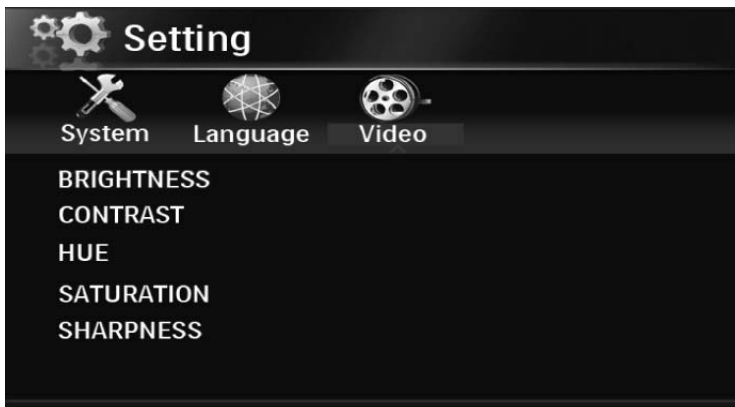 Setting
System Language Video
BRIGHTNESS
CONTRAST
HUE
SATURATION
SHARPNESS